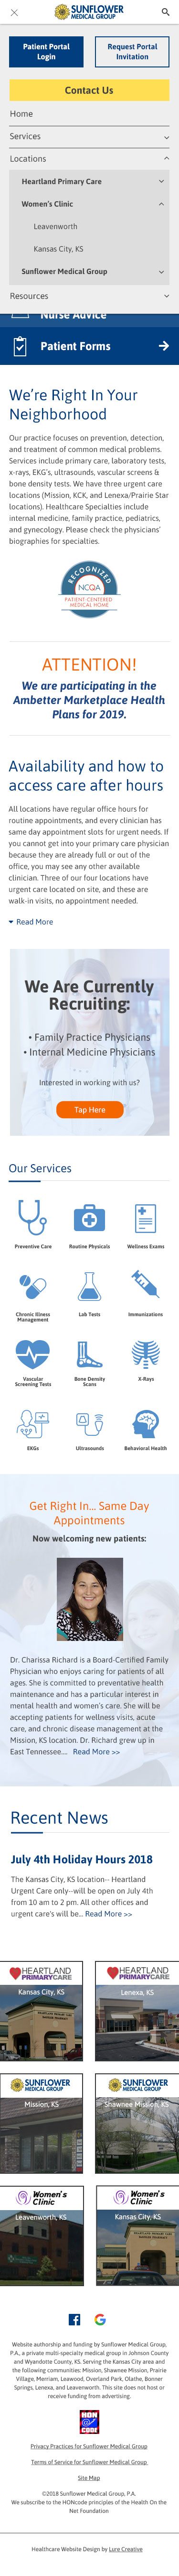 SUNFLOWER
MEDICAL GROUP
Patient Portal
Login
Request Portal
Invitation
Contact Us
Home
Services
Locations
Heartland Primary Care
Women's Clinic
Leavenworth
Kansas City, KS
Sunflower Medical Group
Resources
Nurse Advice
Patient Forms
We're Right In Your
Neighborhood
Our practice focuses on prevention, detection,
and treatment of common medical problems.
Services include primary care, laboratory tests,
x-rays, EKG's, ultrasounds, vascular screens &
bone density tests. We have three urgent care
locations (Mission, KCK, and Lenexa/Prairie Star
locations). Healthcare Specialties include
internal medicine, family practice, pediatrics,
and gynecology. Please check the physicians'
biographies for specialties.
RECOGNIZED
NCQA
PATIENT-CENTERED
MEDICAL HOME
ATTENTION!
We are participating in the
Ambetter Marketplace Health
Plans for 2019.
Availability and how to
access care after hours
All locations have regular office hours for
routine appointments, and every clinician has
same day appointment slots for urgent needs. If
you cannot get into your primary care physician
because they are already full or out of the
office, you can be seen by another available
clinician. Three of our four locations have
urgent care located on site, and does have
walk-in visits, no appointment needed.
Read More
We Are Currently
Recruiting:
• Family Practice Physicians
• Internal Medicine Physicians
Interested in working with us?
Tap Here
Our Services
Preventive Care
Routine Physicals
Wellness Exams
Chronic Illness
Management
Lab Tests
Immunizations
Vascular
Screening Tests
Bone Density
Scans
X-Rays
EKGs
Ultrasounds
Behavioral Health
Get Right In... Same Day
Appointments
Now welcoming new patients:
Dr. Charissa Richard is a Board-Certified Family
Physician who enjoys caring for patients of all
ages. She is committed to preventative health
maintenance and has a particular interest in
mental health and women's care. She will be
accepting patients for wellness visits, acute
care, and chronic disease management at the
Mission, KS location. Dr. Richard grew up in
East Tennessee.... Read More >>
Recent News
July 4th Holiday Hours 2018
The Kansas City, KS location-- Heartland
Urgent Care only--will be open on July 4th
from 10 am to 2 pm. All other offices and
urgent care's will be... Read More >>
HEARTLAND
PRIMARYCARE
Kansas City, KS
HEARTLAND
PRIMARYCARE
Lenexa, KS
SUNFLOWER
MEDICAL GROUP
Mission, KS
SUNFLOWER
MEDICAL GROUP
Shawnee Mission, KS
Women's
Clinic
Leavenworth, KS
Women's
Clinic
Kansas City, KS
Website authorship and funding by Sunflower Medical Group,
P.A., a private multi-specialty medical group in Johnson County
and Wyandotte County, KS. Serving the Kansas City area and
the following communities: Mission, Shawnee Mission, Prairie
Village, Merriam, Leawood, Overland Park, Olathe, Bonner
Springs, Lenexa, and Leavenworth. This site does not host or
receive funding from advertising.
HON
CODE
Privacy Practices for Sunflower Medical Group
Terms of Service for Sunflower Medical Group
Site Map
©2018 Sunflower Medical Group, P.A.
We subscribe to the HONcode principles of the Health On the
Net Foundation
Healthcare Website Design by Lure Creative